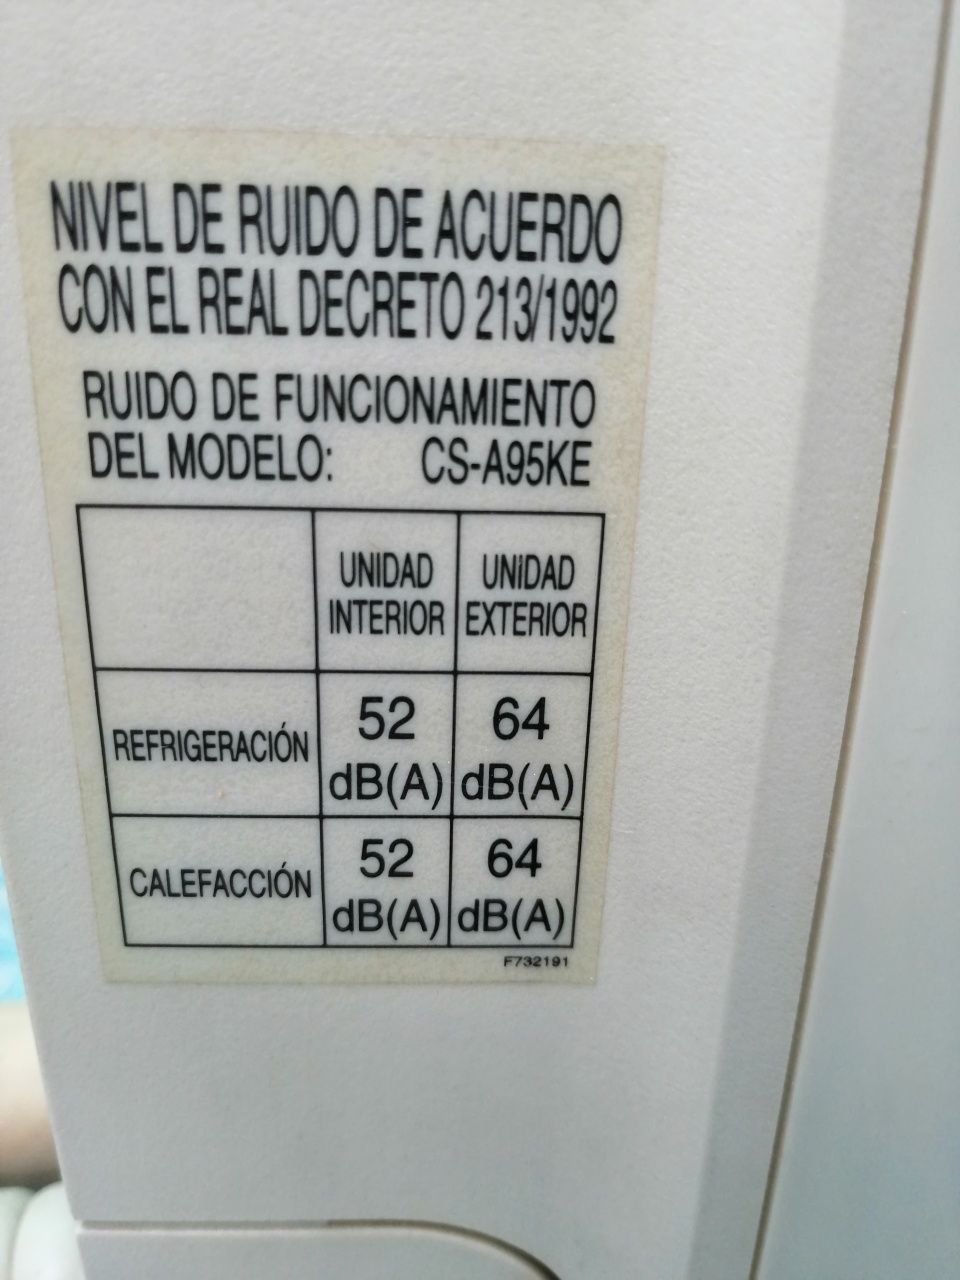 NIVEL DE RUIDO DE ACUERDO
CON EL REAL DECRETO 213/1992
RUIDO DE FUNCIONAMIENTO
DEL MODELO: CS-A95KE
UNIDAD INTERIOR UNIDAD EXTERIOR
REFRIGERACIÓN 52 dB(A) 64 dB(A)
CALEFACCIÓN 52 dB(A) 64 dB(A)
F732191